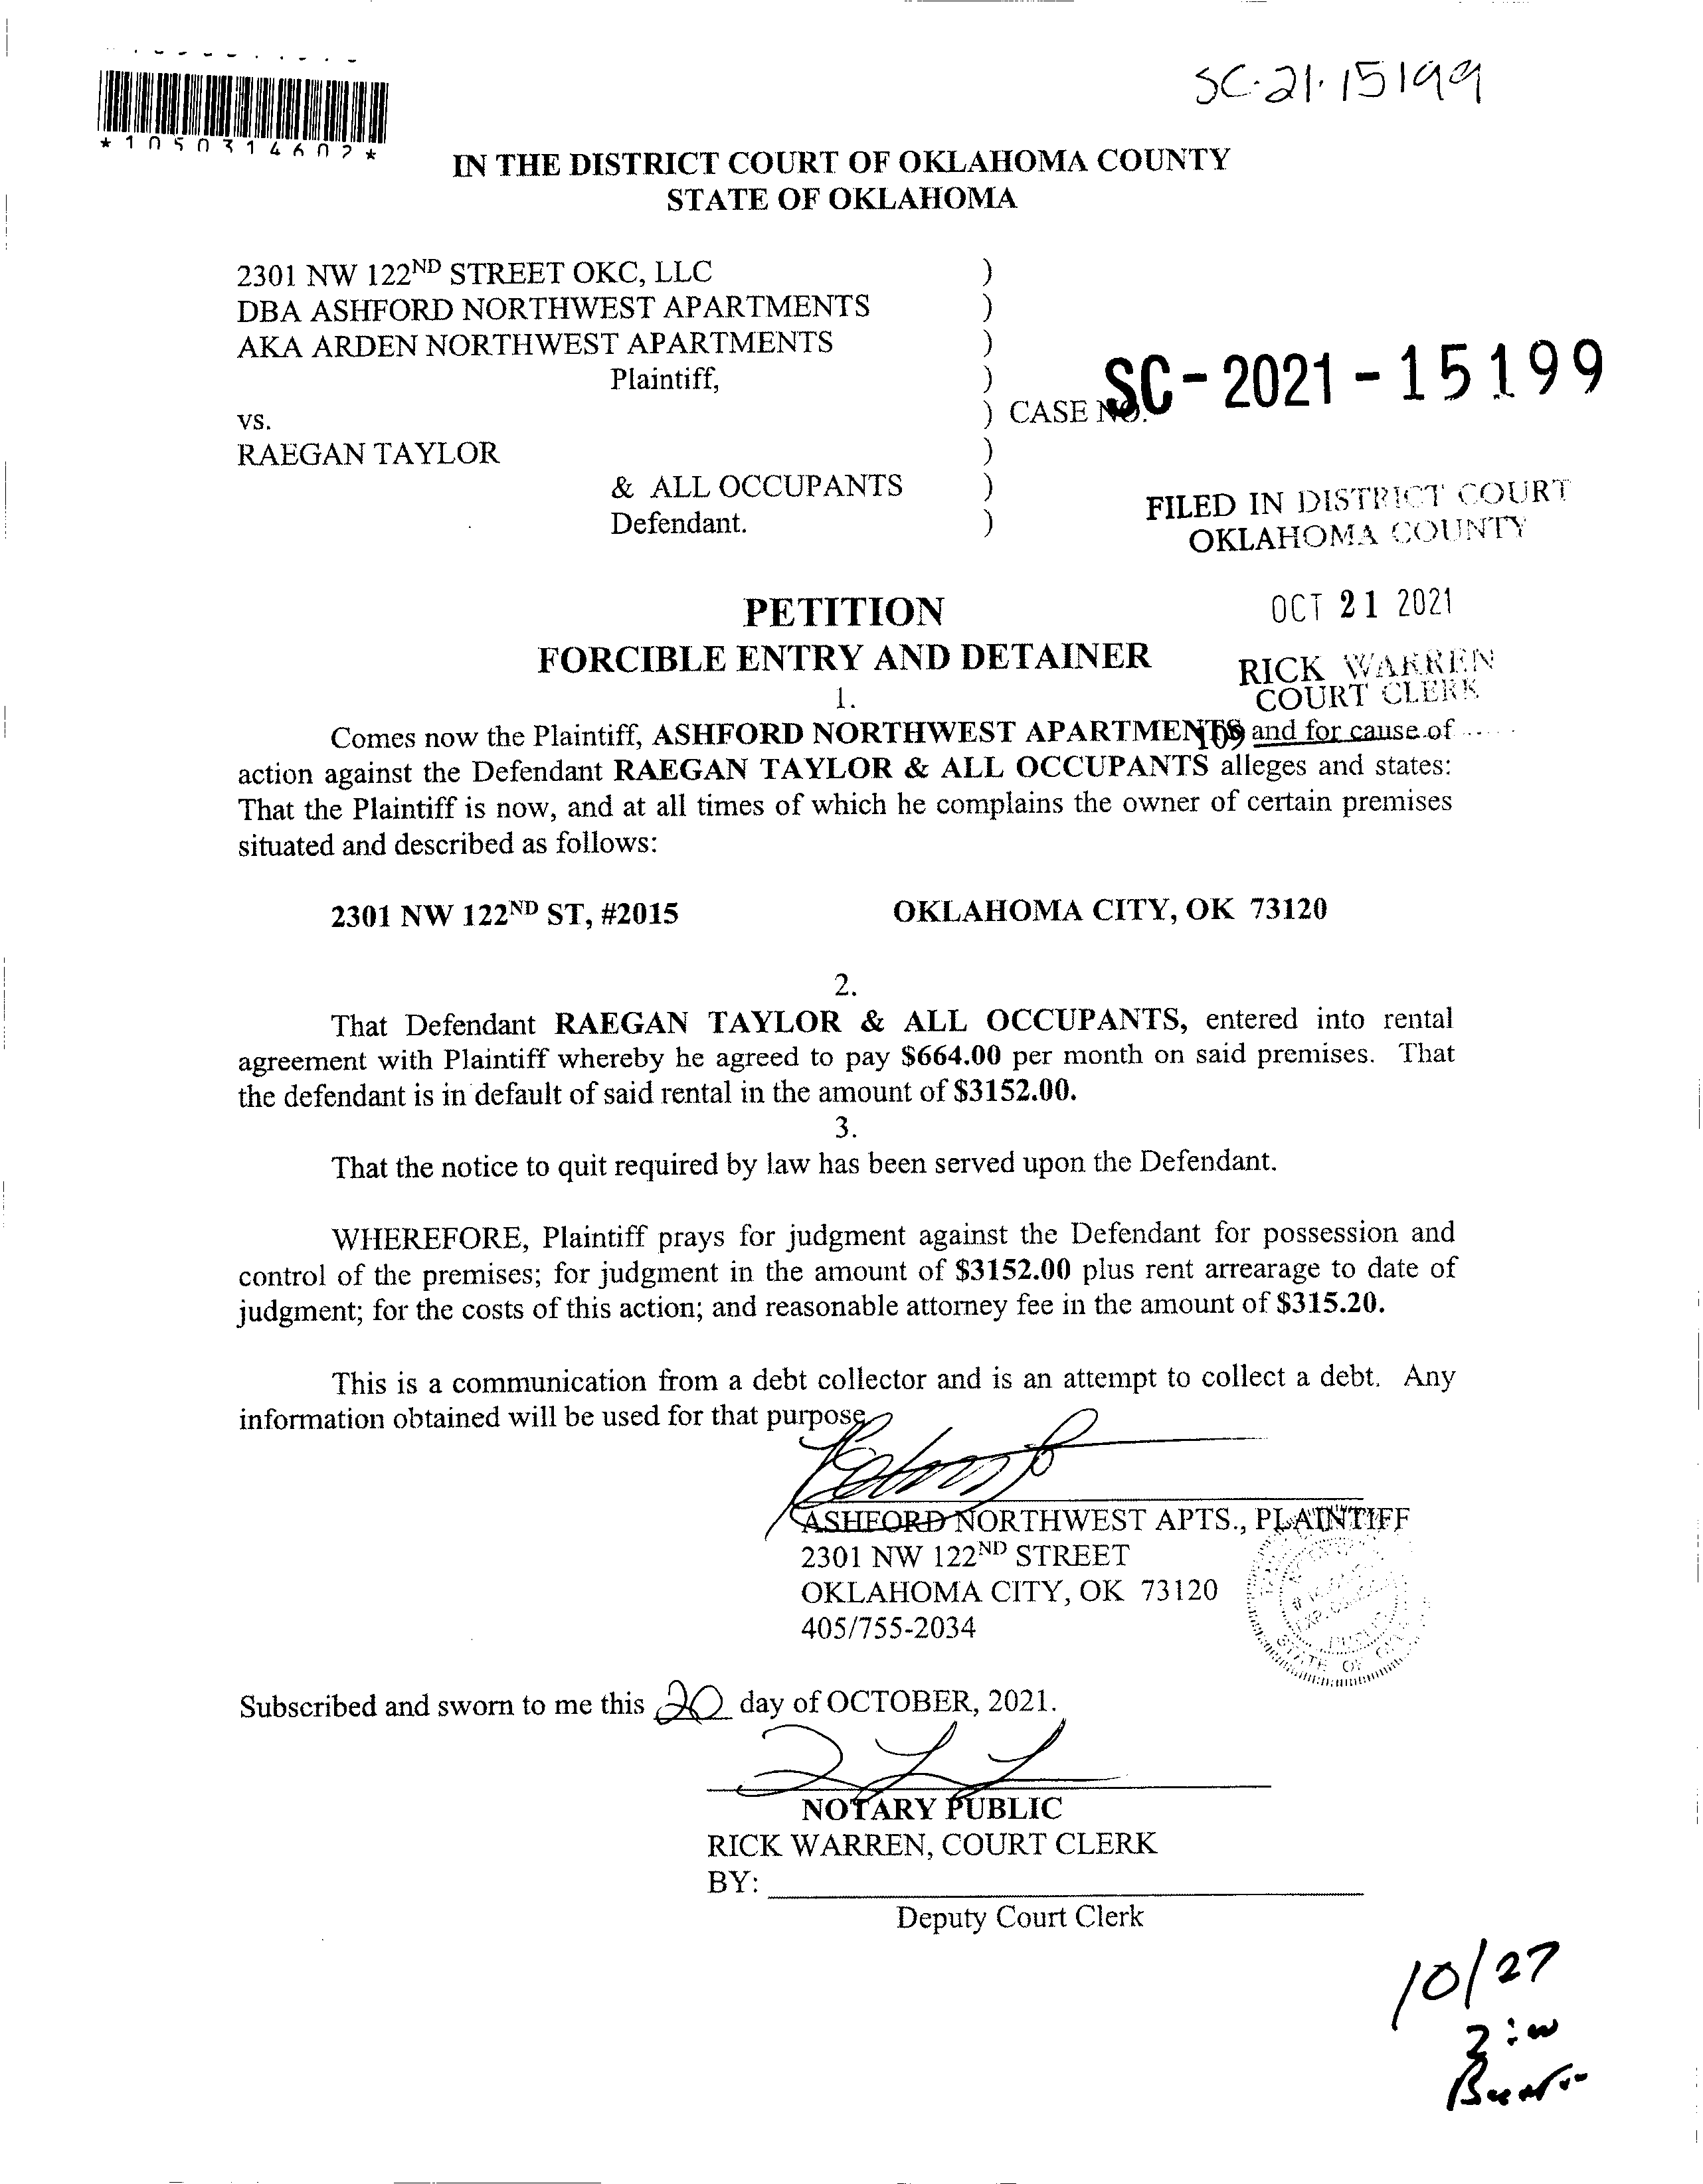 SC-21-15199
*1050314602*
IN THE DISTRICT COURT OF OKLAHOMA COUNTY
STATE OF OKLAHOMA
2301 NW 122ND STREET OKC, LLC )
DBA ASHFORD NORTHWEST APARTMENTS )
AKA ARDEN NORTHWEST APARTMENTS )
Plaintiff, )
vs. ) CASE NO. SC-2021-15199
RAEGAN TAYLOR )
& ALL OCCUPANTS )
Defendant. )
FILED IN DISTRICT COURT
OKLAHOMA COUNTY
OCT 21 2021
RICK WARREN
COURT CLERK
109
PETITION
FORCIBLE ENTRY AND DETAINER
1.
Comes now the Plaintiff, ASHFORD NORTHWEST APARTMENTS and for cause of
action against the Defendant RAEGAN TAYLOR & ALL OCCUPANTS alleges and states:
That the Plaintiff is now, and at all times of which he complains the owner of certain premises
situated and described as follows:
2301 NW 122ND ST, #2015 OKLAHOMA CITY, OK 73120
2.
That Defendant RAEGAN TAYLOR & ALL OCCUPANTS, entered into rental
agreement with Plaintiff whereby he agreed to pay $664.00 per month on said premises. That
the defendant is in default of said rental in the amount of $3152.00.
3.
That the notice to quit required by law has been served upon the Defendant.
WHEREFORE, Plaintiff prays for judgment against the Defendant for possession and
control of the premises; for judgment in the amount of $3152.00 plus rent arrearage to date of
judgment; for the costs of this action; and reasonable attorney fee in the amount of $315.20.
This is a communication from a debt collector and is an attempt to collect a debt. Any
information obtained will be used for that purpose
ASHFORD NORTHWEST APTS., PLAINTIFF
2301 NW 122ND STREET
OKLAHOMA CITY, OK 73120
405/755-2034
STATE OF
Subscribed and sworn to me this 20 day of OCTOBER, 2021.
NOTARY PUBLIC
RICK WARREN, COURT CLERK
BY:
Deputy Court Clerk
10/27